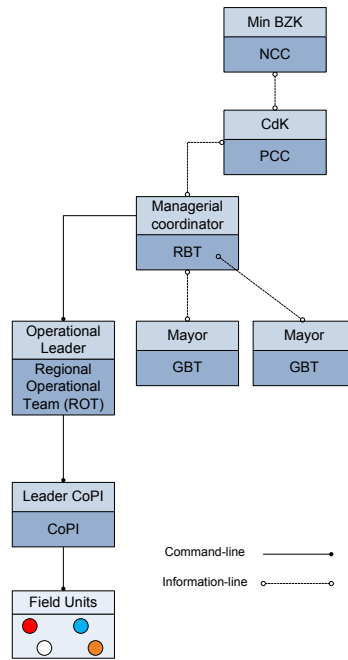 Min BZK
NCC
CdK
PCC
Managerial
coordinator
RBT
Operational
Leader
Regional
Operational
Team (ROT)
Mayor
GBT
Mayor
GBT
Leader CoPI
CoPI
Field Units
Command-line
Information-line